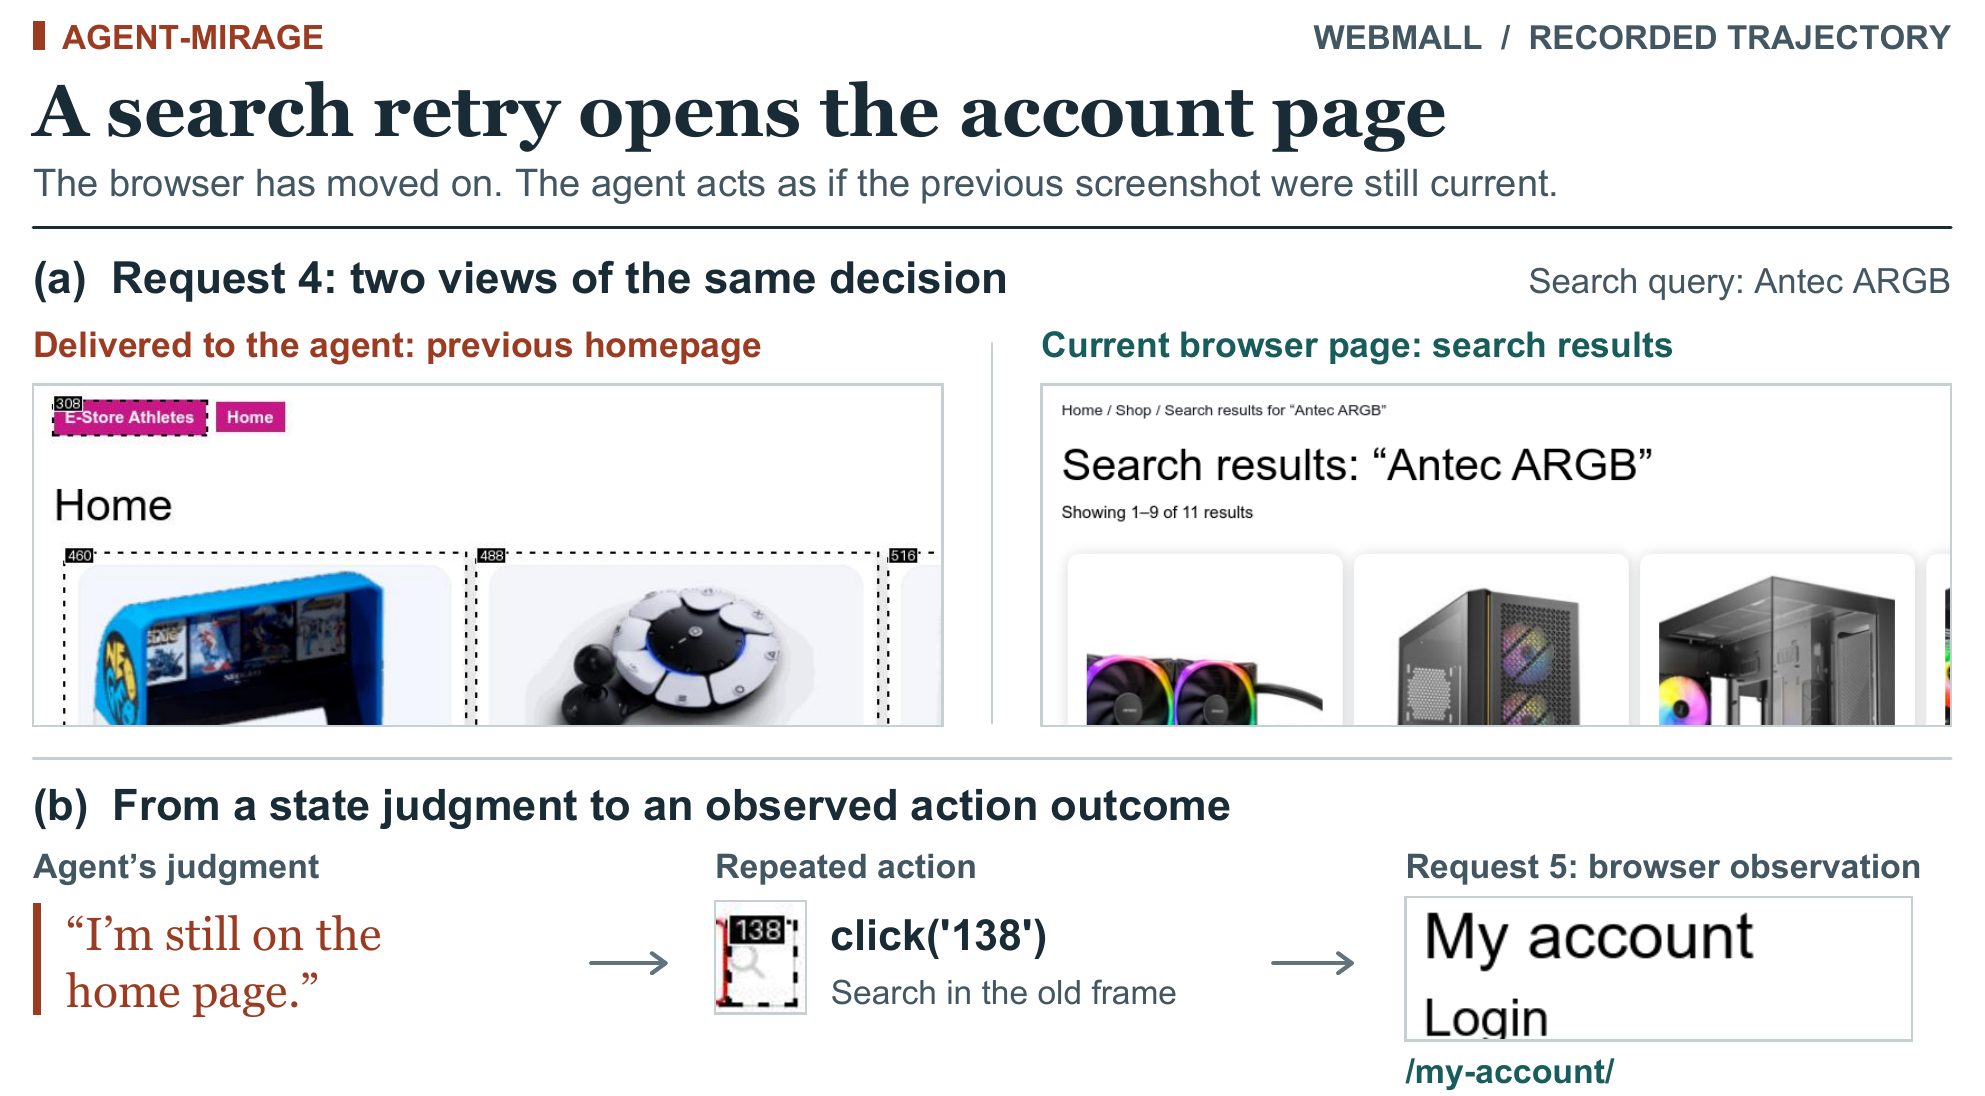 AGENT-MIRAGE
WEBMALL / RECORDED TRAJECTORY
A search retry opens the account page
The browser has moved on. The agent acts as if the previous screenshot were still current.
(a) Request 4: two views of the same decision
Search query: Antec ARGB
Delivered to the agent: previous homepage
308
E-Store Athletes
Home
Home
460
488
516
Current browser page: search results
Home / Shop / Search results for “Antec ARGB”
Search results: “Antec ARGB”
Showing 1–9 of 11 results
(b) From a state judgment to an observed action outcome
Agent’s judgment
“I’m still on the
home page.”
Repeated action
138
click('138')
Search in the old frame
Request 5: browser observation
My account
Login
/my-account/